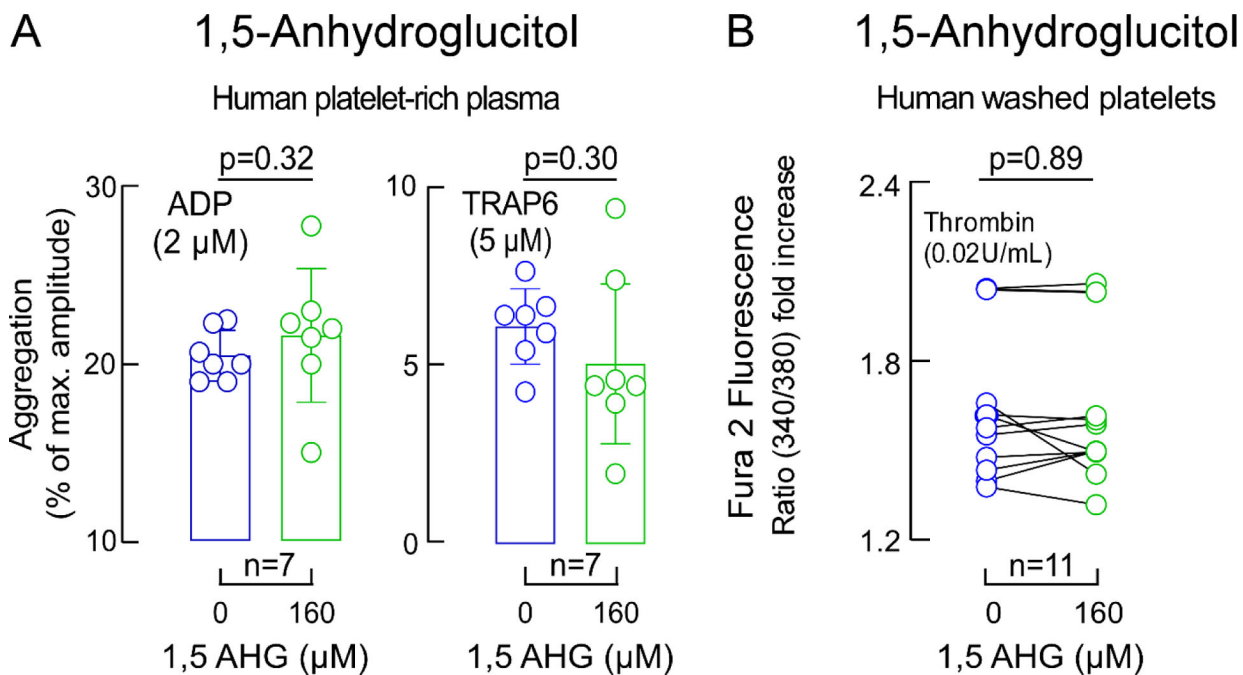 A
1,5-Anhydroglucitol
Human platelet-rich plasma
p=0.32
ADP
(2 µM)
Aggregation
(% of max. amplitude)
30
20
10
n=7
0
160
1,5 AHG (µM)
p=0.30
TRAP6
(5 µM)
10
5
0
n=7
0
160
1,5 AHG (µM)
B
1,5-Anhydroglucitol
Human washed platelets
p=0.89
Thrombin
(0.02U/mL)
Fura 2 Fluorescence
Ratio (340/380) fold increase
2.4
1.8
1.2
n=11
0
160
1,5 AHG (µM)